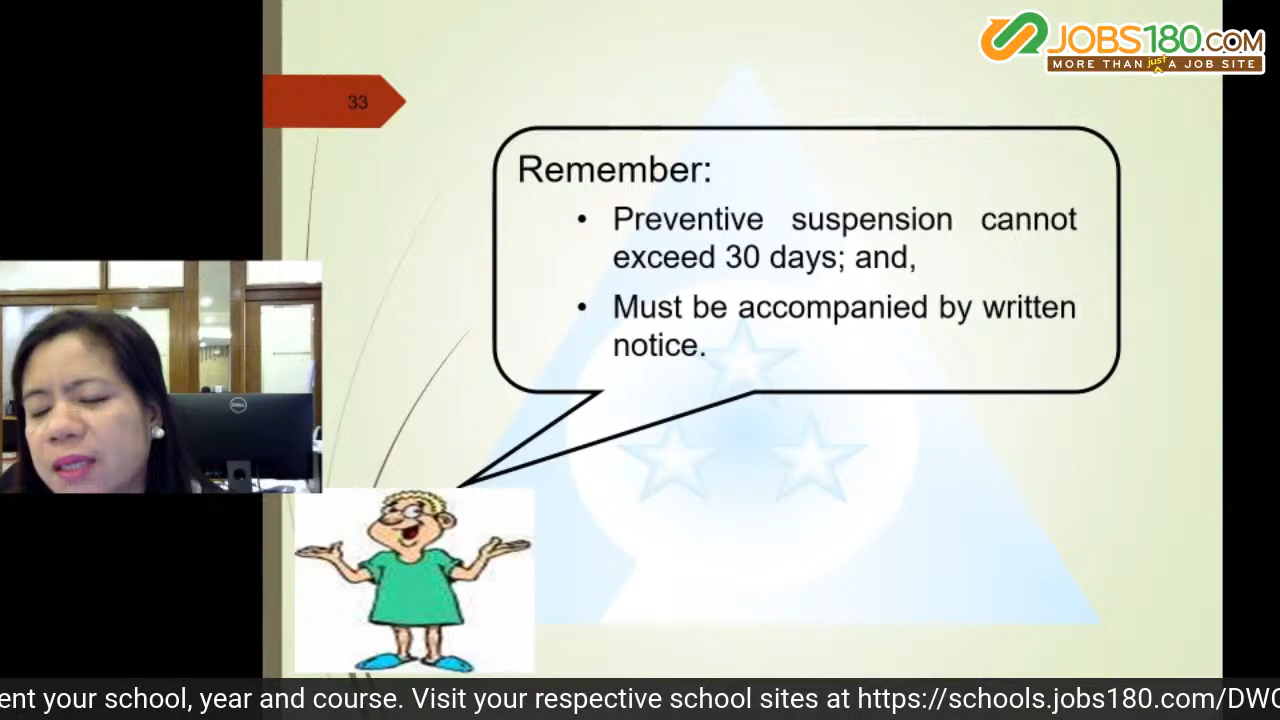 JOBS180.COM
MORE THAN just A JOB SITE
33
Remember:
• Preventive suspension cannot
exceed 30 days; and,
• Must be accompanied by written
notice.
DELL
ent your school, year and course. Visit your respective school sites at https://schools.jobs180.com/DWC